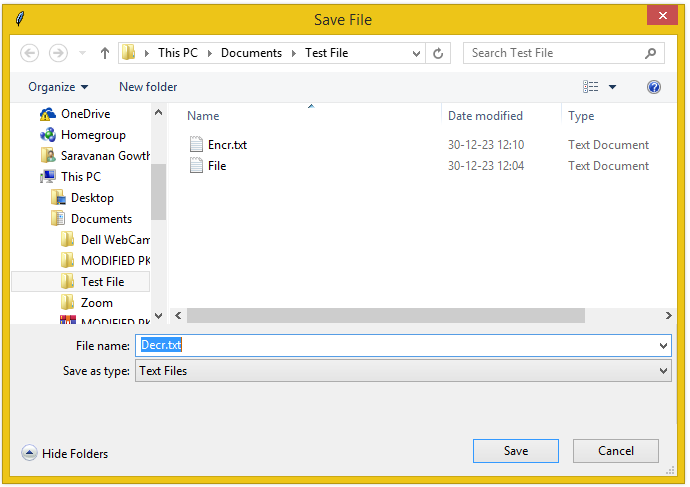 Save File
This PC Documents Test File
Search Test File
Organize New folder
Name Date modified Type
OneDrive
Homegroup
Saravanan Gowth
This PC
Desktop
Documents
Dell WebCam
MODIFIED PK
Test File
Zoom
MODIFIED PK
Encr.txt 30-12-23 12:10 Text Document
File 30-12-23 12:04 Text Document
File name: Decr.txt
Save as type: Text Files
Hide Folders
Save Cancel